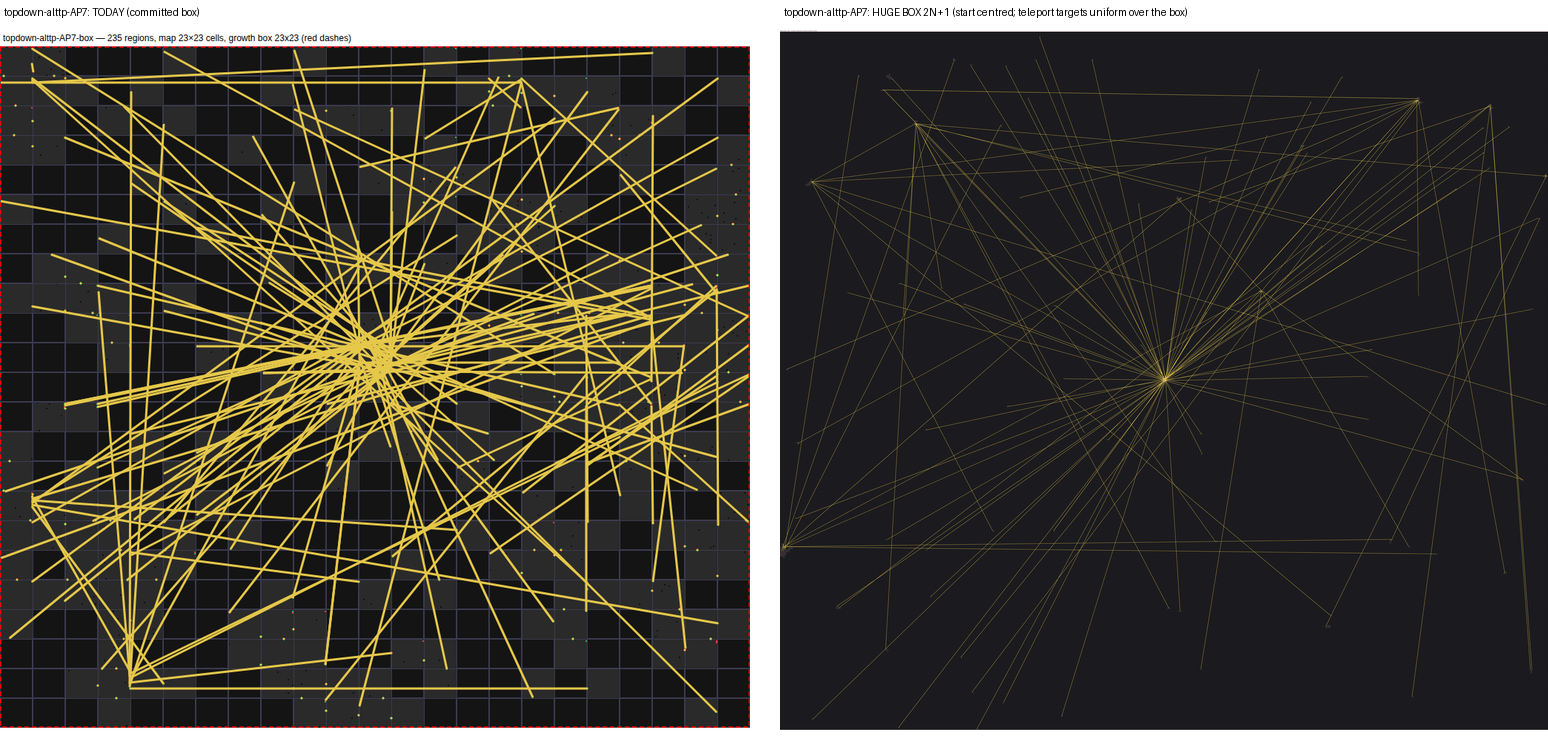 topdown-alttp-AP7: TODAY (committed box)
topdown-alttp-AP7: HUGE BOX 2N+1 (start centred; teleport targets uniform over the box)
topdown-alttp-AP7-box — 235 regions, map 23×23 cells, growth box 23x23 (red dashes)